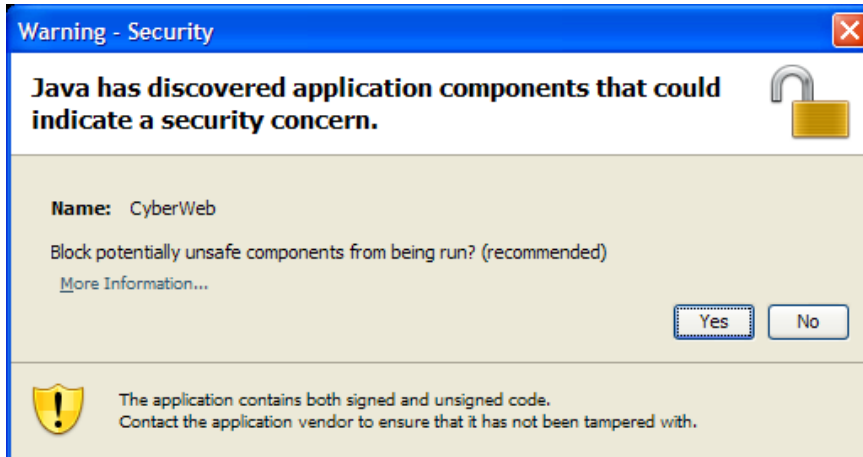 Warning - Security
Java has discovered application components that could
indicate a security concern.
Name: CyberWeb
Block potentially unsafe components from being run? (recommended)
More Information...
Yes No
The application contains both signed and unsigned code.
Contact the application vendor to ensure that it has not been tampered with.